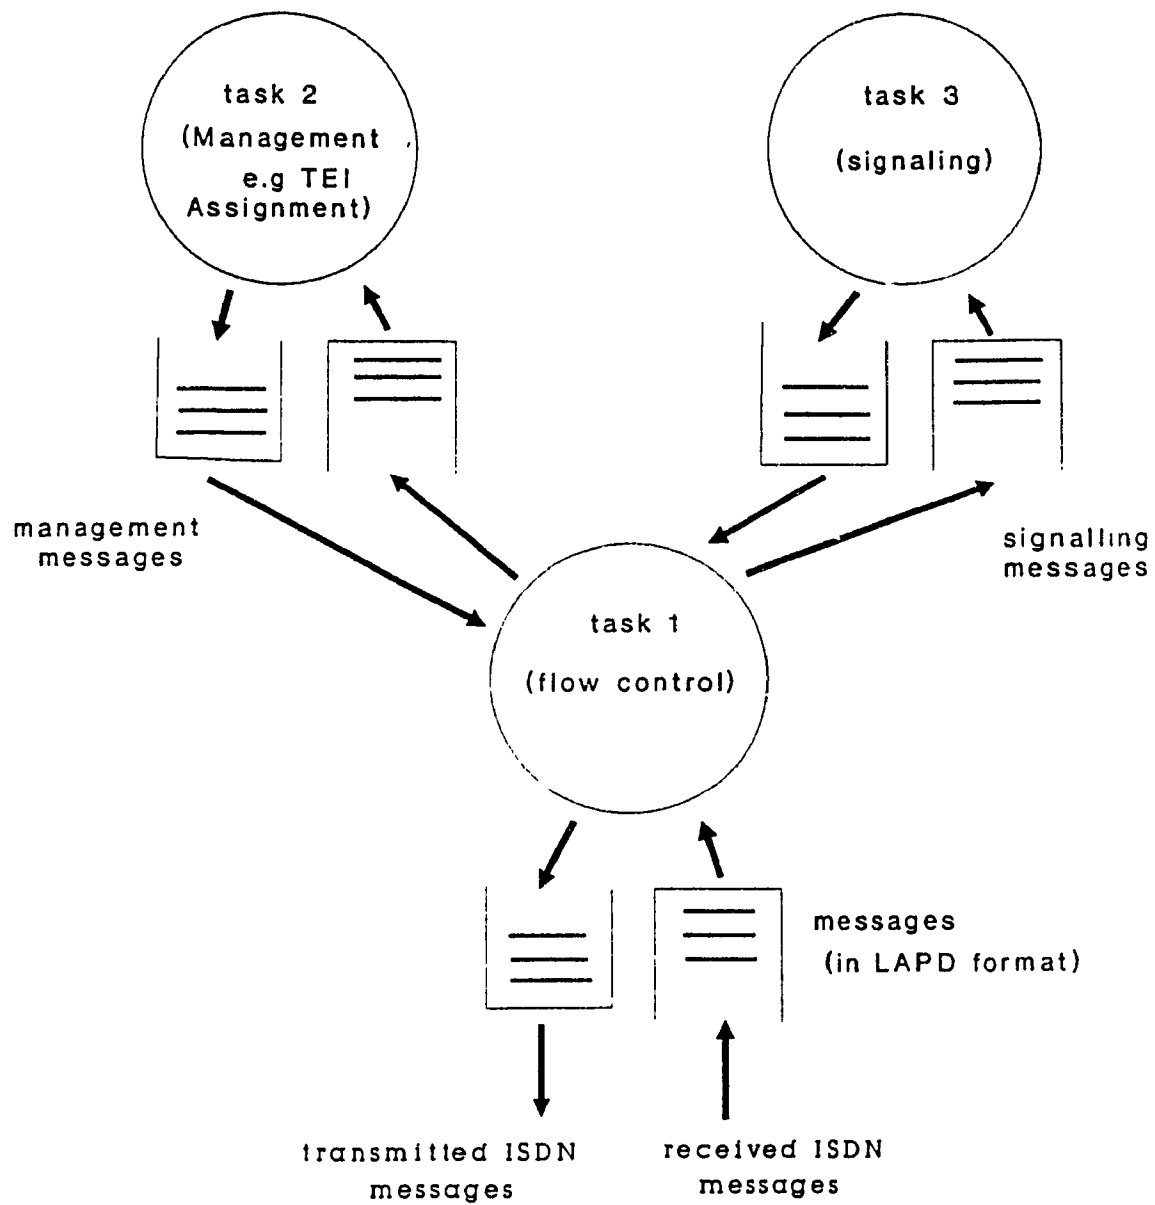 task 2
(Management
e.g TEI
Assignment)
task 3
(signaling)
management
messages
signalling
messages
task 1
(flow control)
messages
(in LAPD format)
transmitted ISDN
messages
received ISDN
messages